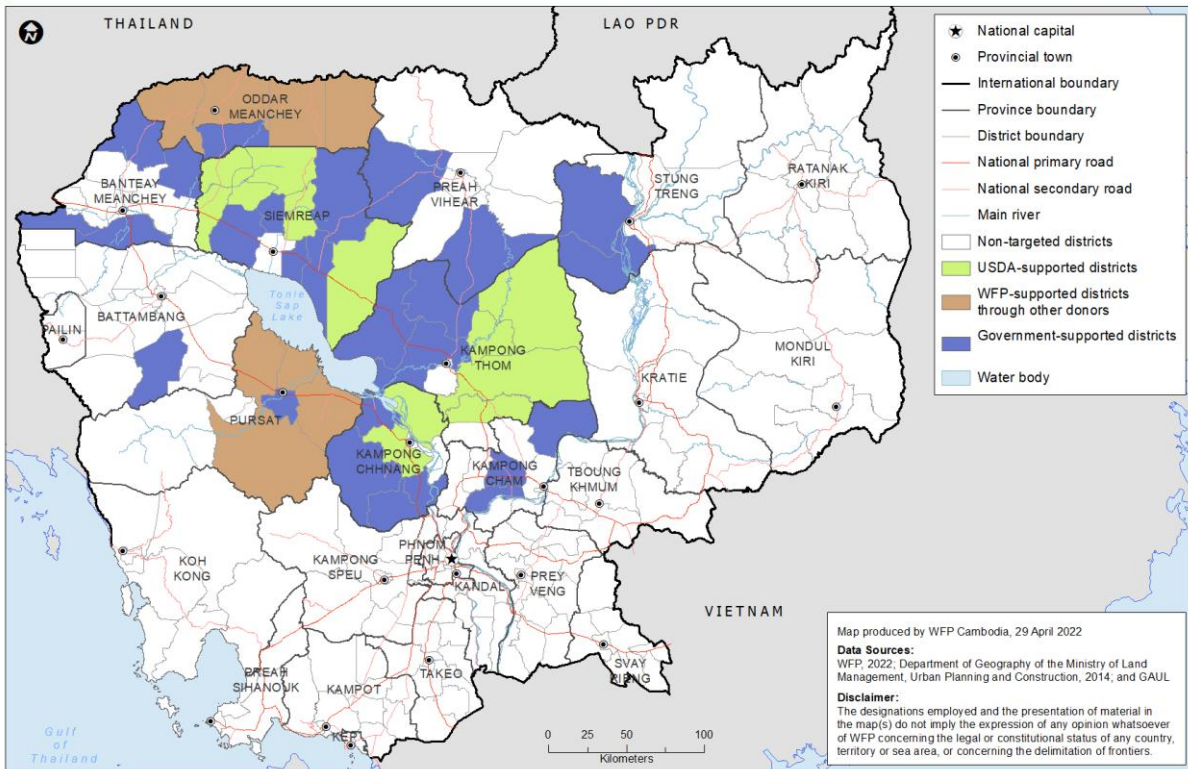 THAILAND
LAO PDR
N
ODDAR
MEANCHEY
BANTEAY
MEANCHEY
SIEMREAP
PREAH
VIHEAR
STUNG
TRENG
RATANAK
KIRI
Tonle
Sap
Lake
BATTAMBANG
PAILIN
KAMPONG
THOM
KRATIE
MONDUL
KIRI
PURSAT
KAMPONG
CHHNANG
KAMPONG
CHAM
TBOUNG
KHMUM
KOH
KONG
KAMPONG
SPEU
PHNOM
PENH
KANDAL
PREY
VENG
VIETNAM
SVAY
RIENG
PREAH
SIHANOUK
KAMPOT
TAKEO
KEP
Gulf
of
Thailand
0 25 50 100
Kilometers
National capital
Provincial town
International boundary
Province boundary
District boundary
National primary road
National secondary road
Main river
Non-targeted districts
USDA-supported districts
WFP-supported districts
through other donors
Government-supported districts
Water body
Map produced by WFP Cambodia, 29 April 2022
Data Sources:
WFP, 2022; Department of Geography of the Ministry of Land
Management, Urban Planning and Construction, 2014; and GAUL
Disclaimer:
The designations employed and the presentation of material in
the map(s) do not imply the expression of any opinion whatsoever
of WFP concerning the legal or constitutional status of any country,
territory or sea area, or concerning the delimitation of frontiers.